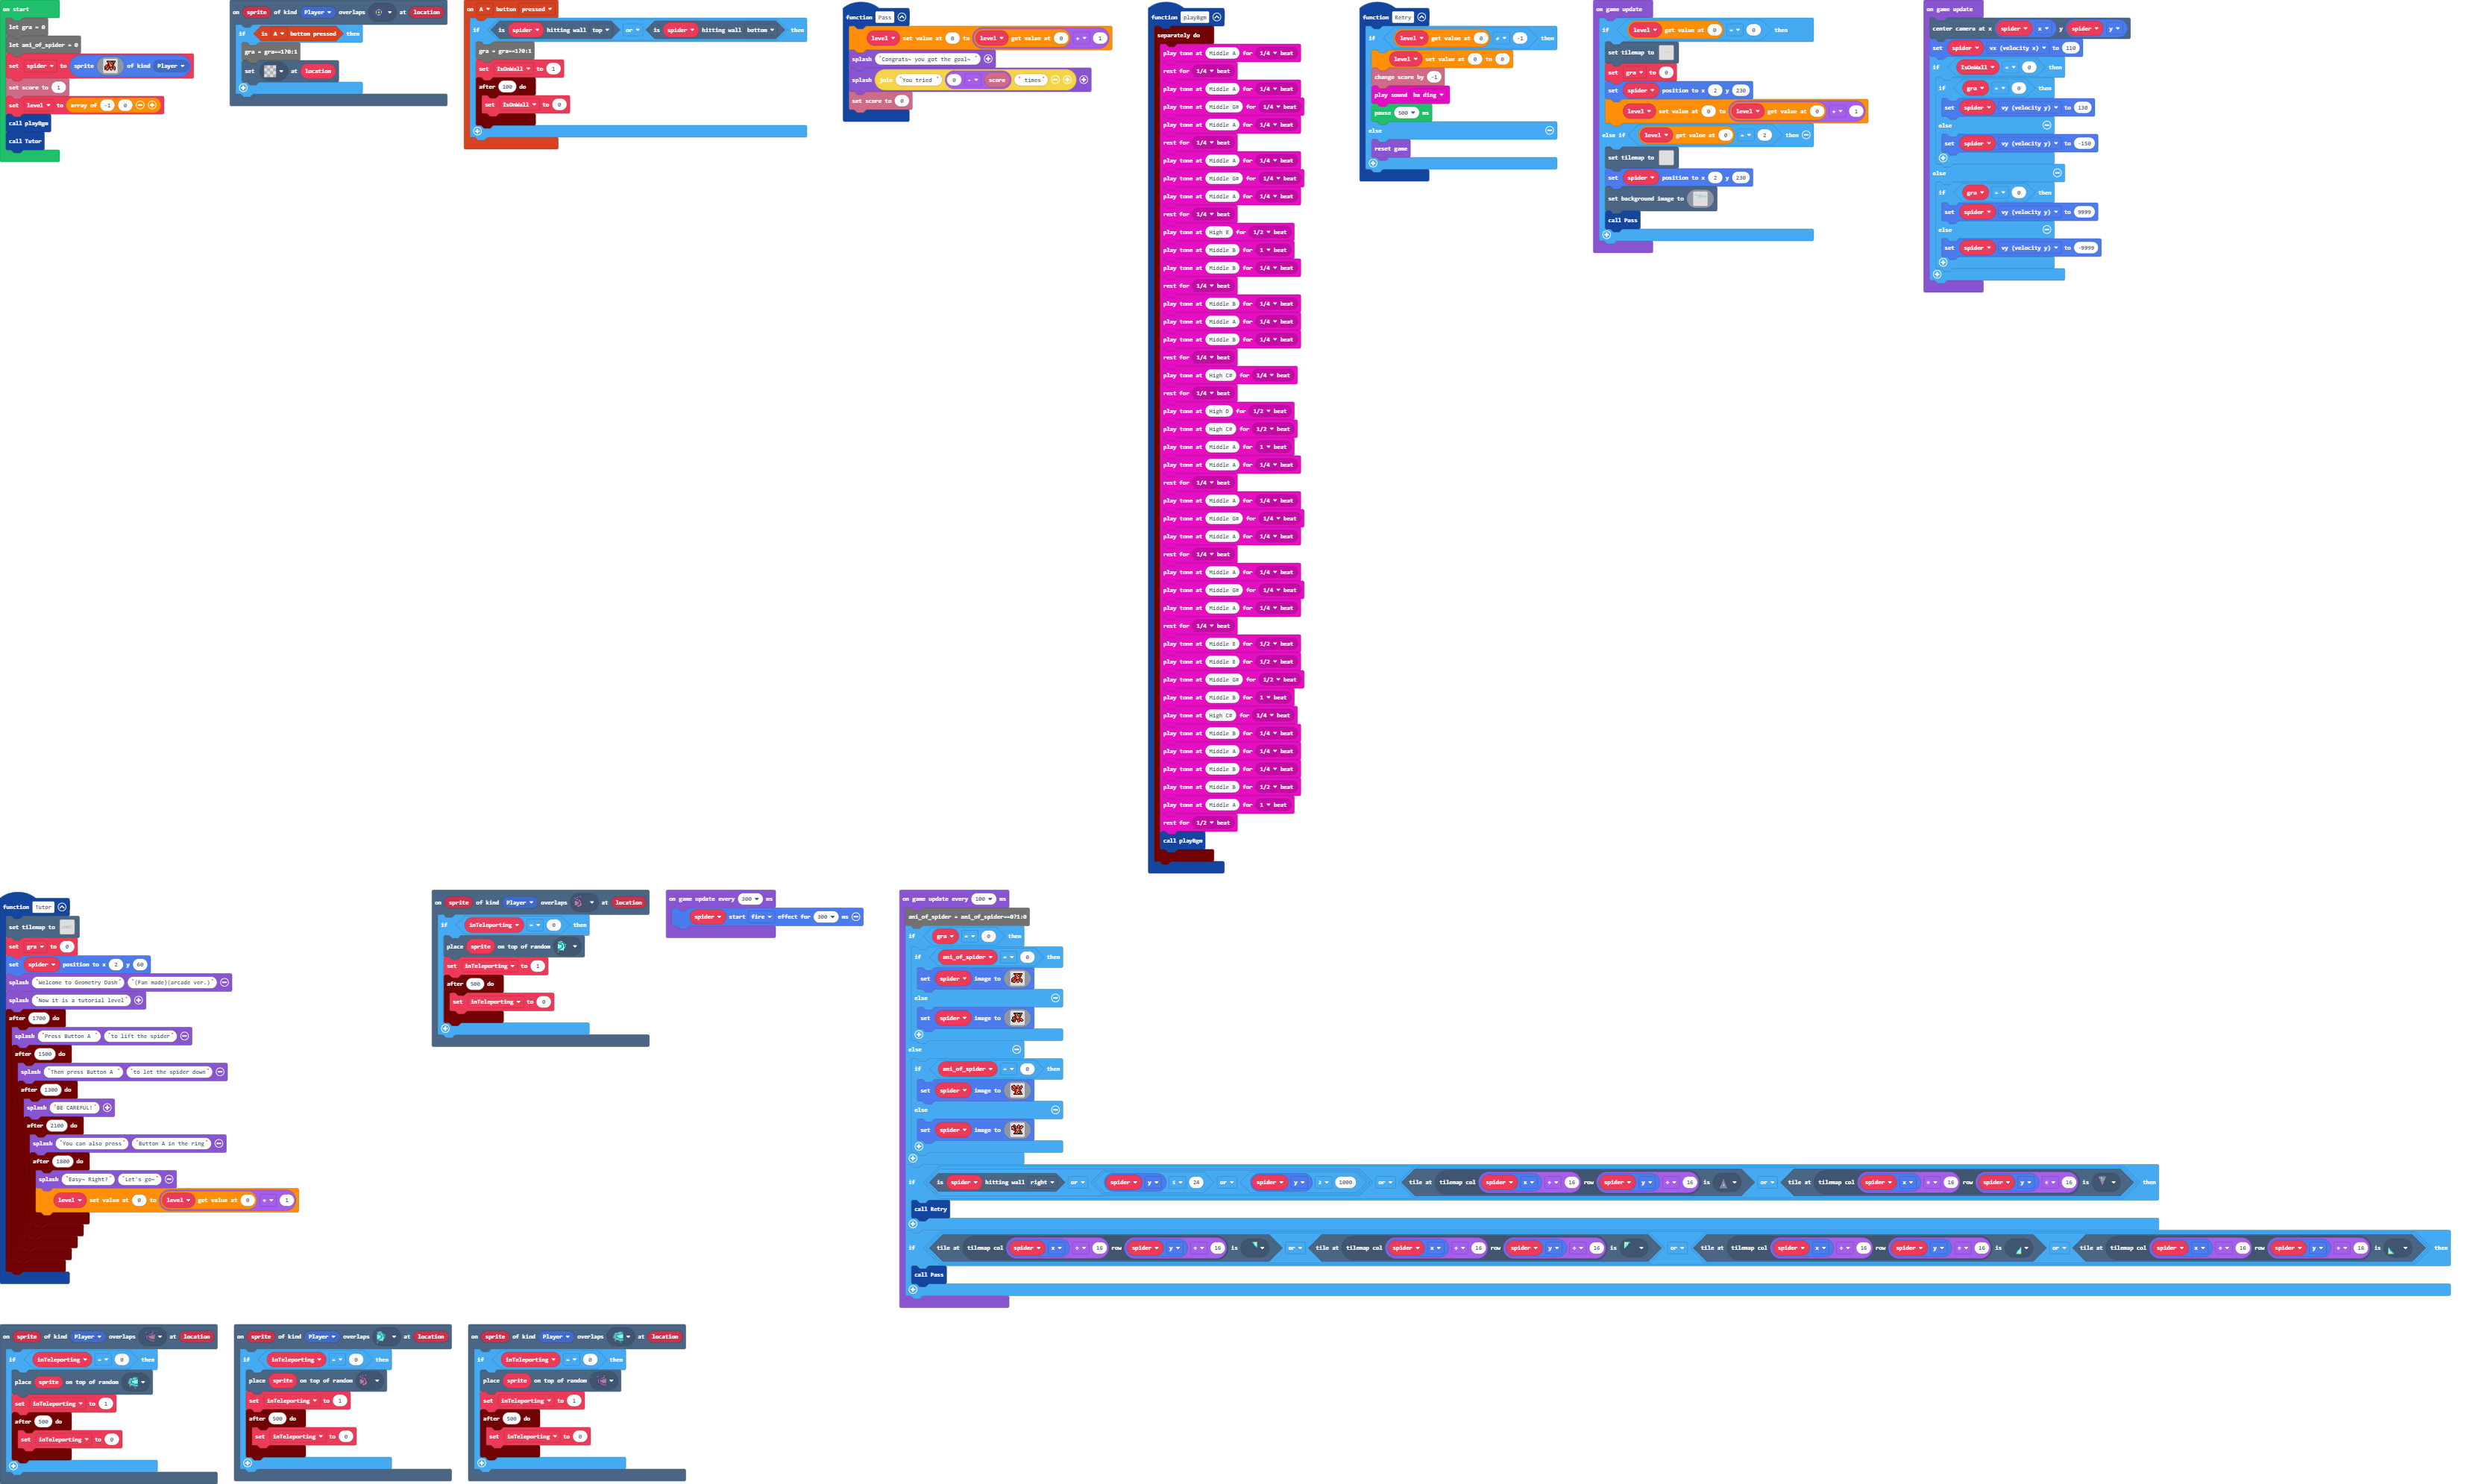 on start
let gra = 0
let ani_of_spider = 0
set spider to sprite of kind Player
set score to 1
set level to array of -1 0
call playBgm
call Tutor
on sprite of kind Player overlaps at location
if is A button pressed then
gra = gra==1?0:1
set at location
on A button pressed
if is spider hitting wall top or is spider hitting wall bottom then
gra = gra==1?0:1
set IsOnWall to 1
after 100 do
set IsOnWall to 0
function Pass
level set value at 0 to level get value at 0 + 1
splash "Congrats~ you got the goal~ "
splash join "You tried " 0 - score " times"
set score to 0
function playBgm
separately do
play tone at Middle A for 1/4 beat
rest for 1/4 beat
play tone at Middle A for 1/4 beat
play tone at Middle G# for 1/4 beat
play tone at Middle A for 1/4 beat
rest for 1/4 beat
play tone at Middle A for 1/4 beat
play tone at Middle G# for 1/4 beat
play tone at Middle A for 1/4 beat
rest for 1/4 beat
play tone at High E for 1/2 beat
play tone at Middle B for 1 beat
play tone at Middle B for 1/4 beat
rest for 1/4 beat
play tone at Middle B for 1/4 beat
play tone at Middle A for 1/4 beat
play tone at Middle B for 1/4 beat
rest for 1/4 beat
play tone at High C# for 1/4 beat
rest for 1/4 beat
play tone at High D for 1/2 beat
play tone at High C# for 1/2 beat
play tone at Middle A for 1 beat
play tone at Middle A for 1/4 beat
rest for 1/4 beat
play tone at Middle A for 1/4 beat
play tone at Middle G# for 1/4 beat
play tone at Middle A for 1/4 beat
rest for 1/4 beat
play tone at Middle A for 1/4 beat
play tone at Middle G# for 1/4 beat
play tone at Middle A for 1/4 beat
rest for 1/4 beat
play tone at Middle E for 1/2 beat
play tone at Middle E for 1/2 beat
play tone at Middle G# for 1/2 beat
play tone at Middle B for 1 beat
play tone at High C# for 1/4 beat
play tone at Middle B for 1/4 beat
play tone at Middle A for 1/4 beat
play tone at Middle B for 1/4 beat
play tone at Middle B for 1/2 beat
play tone at Middle A for 1 beat
rest for 1/2 beat
call playBgm
function Retry
if level get value at 0 ≠ -1 then
level set value at 0 to 0
change score by -1
play sound ba ding
pause 500 ms
else
reset game
on game update
if level get value at 0 = 0 then
set tilemap to
set gra to 0
set spider position to x 2 y 230
level set value at 0 to level get value at 0 + 1
else if level get value at 0 = 2 then
set tilemap to
set spider position to x 2 y 230
set background image to
call Pass
on game update
center camera at x spider x y spider y
set spider vx (velocity x) to 110
if IsOnWall = 0 then
if gra = 0 then
set spider vy (velocity y) to 130
else
set spider vy (velocity y) to -150
else
if gra = 0 then
set spider vy (velocity y) to 9999
else
set spider vy (velocity y) to -9999
function Tutor
set tilemap to
set gra to 0
set spider position to x 2 y 60
splash "Welcome to Geometry Dash" "(Fan made)(arcade ver.)"
splash "Now it is a tutorial level"
after 1700 do
splash "Press Button A " "to lift the spider"
after 1500 do
splash "Then press Button A " "to let the spider down"
after 1300 do
splash "BE CAREFUL!"
after 2100 do
splash "You can also press" "Button A in the ring"
after 1800 do
splash "Easy~ Right?" "Let's go~"
level set value at 0 to level get value at 0 + 1
on sprite of kind Player overlaps at location
if inTeleporting = 0 then
place sprite on top of random
set inTeleporting to 1
after 500 do
set inTeleporting to 0
on game update every 300 ms
spider start fire effect for 300 ms
on game update every 100 ms
ani_of_spider = ani_of_spider==0?1:0
if gra = 0 then
if ani_of_spider = 0 then
set spider image to
else
set spider image to
else
if ani_of_spider = 0 then
set spider image to
else
set spider image to
if is spider hitting wall right or spider y ≤ 24 or spider y ≥ 1000 or tile at tilemap col spider x ÷ 16 row spider y ÷ 16 is or tile at tilemap col spider x ÷ 16 row spider y ÷ 16 is then
call Retry
if tile at tilemap col spider x ÷ 16 row spider y ÷ 16 is or tile at tilemap col spider x ÷ 16 row spider y ÷ 16 is or tile at tilemap col spider x ÷ 16 row spider y ÷ 16 is or tile at tilemap col spider x ÷ 16 row spider y ÷ 16 is then
call Pass
on sprite of kind Player overlaps at location
if inTeleporting = 0 then
place sprite on top of random
set inTeleporting to 1
after 500 do
set inTeleporting to 0
on sprite of kind Player overlaps at location
if inTeleporting = 0 then
place sprite on top of random
set inTeleporting to 1
after 500 do
set inTeleporting to 0
on sprite of kind Player overlaps at location
if inTeleporting = 0 then
place sprite on top of random
set inTeleporting to 1
after 500 do
set inTeleporting to 0